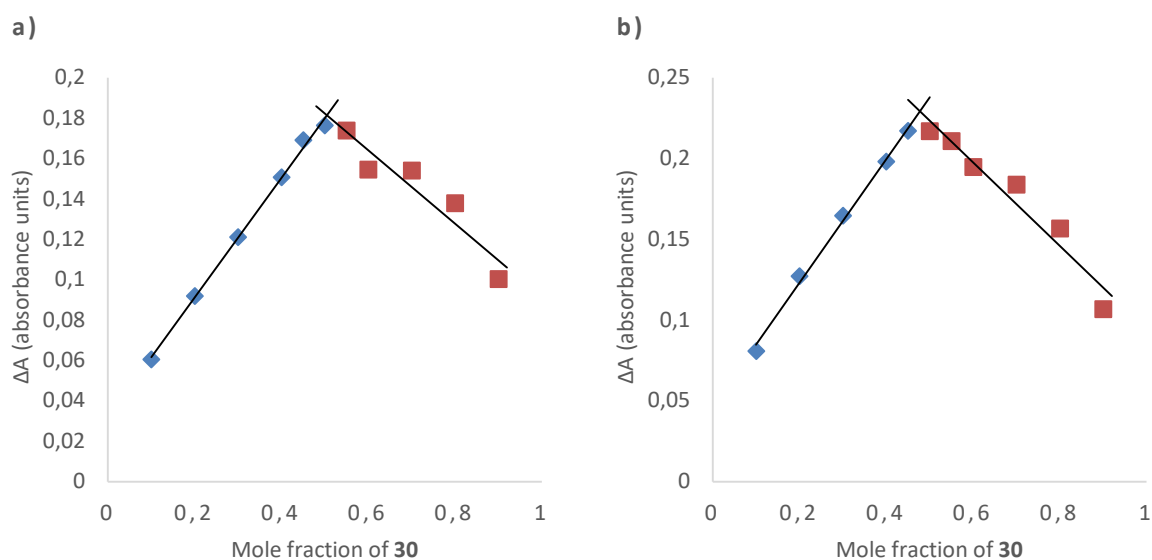 a)
0,2
0,18
0,16
0,14
0,12
0,1
0,08
0,06
0,04
0,02
0
ΔA (absorbance units)
0 0,2 0,4 0,6 0,8 1
Mole fraction of 30
b)
0,25
0,2
0,15
0,1
0,05
0
ΔA (absorbance units)
0 0,2 0,4 0,6 0,8 1
Mole fraction of 30